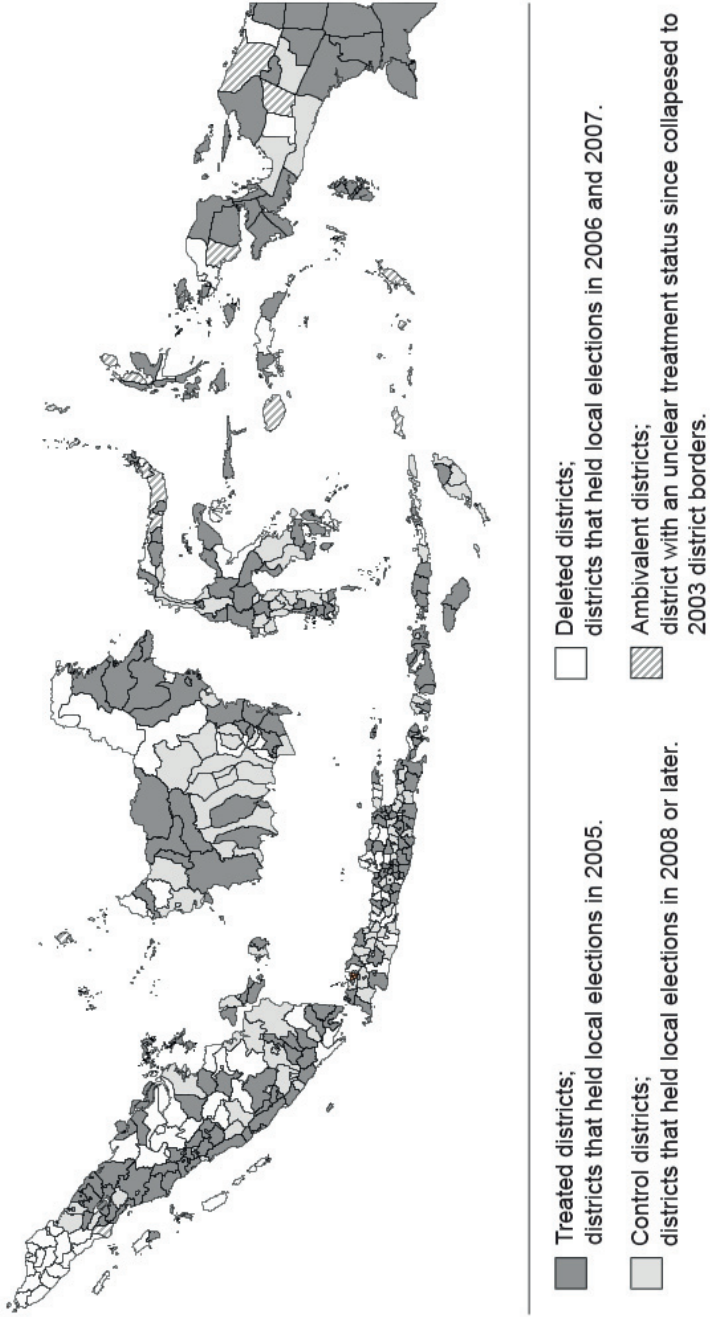 Treated districts;
districts that held local elections in 2005.
Control districts;
districts that held local elections in 2008 or later.
Deleted districts;
districts that held local elections in 2006 and 2007.
Ambivalent districts;
district with an unclear treatment status since collapesed to
2003 district borders.